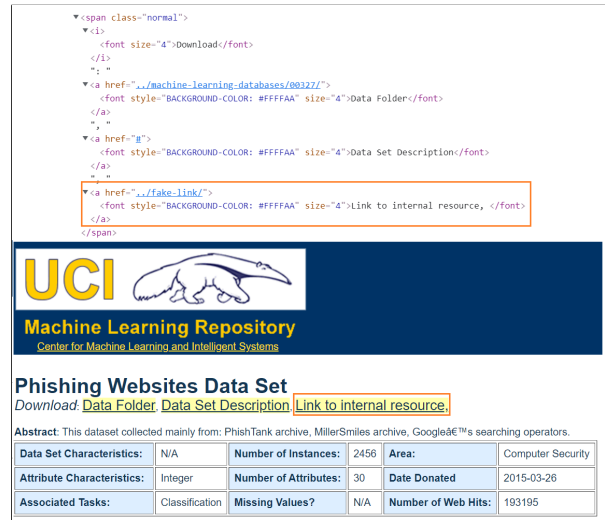 ▼<span class="normal">
▼<i>
<font size="4">Download</font>
</i>
": "
▼<a href="../machine-learning-databases/00327/">
<font style="BACKGROUND-COLOR: #FFFFAA" size="4">Data Folder</font>
</a>
", "
▼<a href="#">
<font style="BACKGROUND-COLOR: #FFFFAA" size="4">Data Set Description</font>
</a>
", "
▼<a href="../fake-link/">
<font style="BACKGROUND-COLOR: #FFFFAA" size="4">Link to internal resource, </font>
</a>
</span>
UCI
Machine Learning Repository
Center for Machine Learning and Intelligent Systems
Phishing Websites Data Set
Download: Data Folder, Data Set Description, Link to internal resource,
Abstract: This dataset collected mainly from: PhishTank archive, MillerSmiles archive, Googleâ€™s searching operators.
Data Set Characteristics: N/A Number of Instances: 2456 Area: Computer Security
Attribute Characteristics: Integer Number of Attributes: 30 Date Donated 2015-03-26
Associated Tasks: Classification Missing Values? N/A Number of Web Hits: 193195